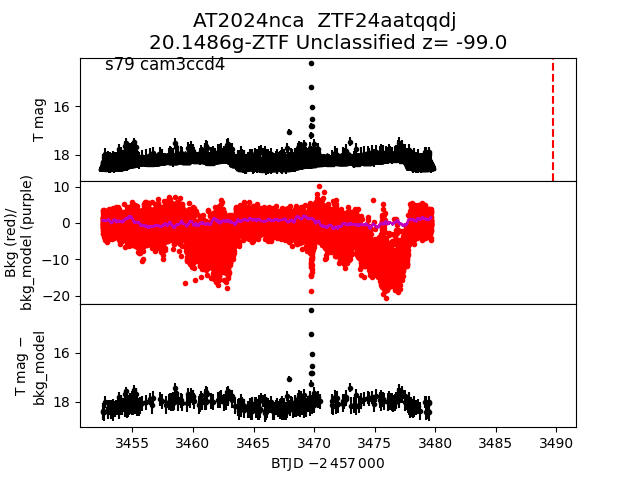 AT2024nca  ZTF24aatqqdj
20.1486g-ZTF Unclassified z= -99.0
s79 cam3ccd4
T mag
16
18
Bkg (red)/
bkg_model (purple)
10
0
−10
−20
T mag −
bkg_model
16
18
3455 3460 3465 3470 3475 3480 3485 3490
BTJD −2 457 000